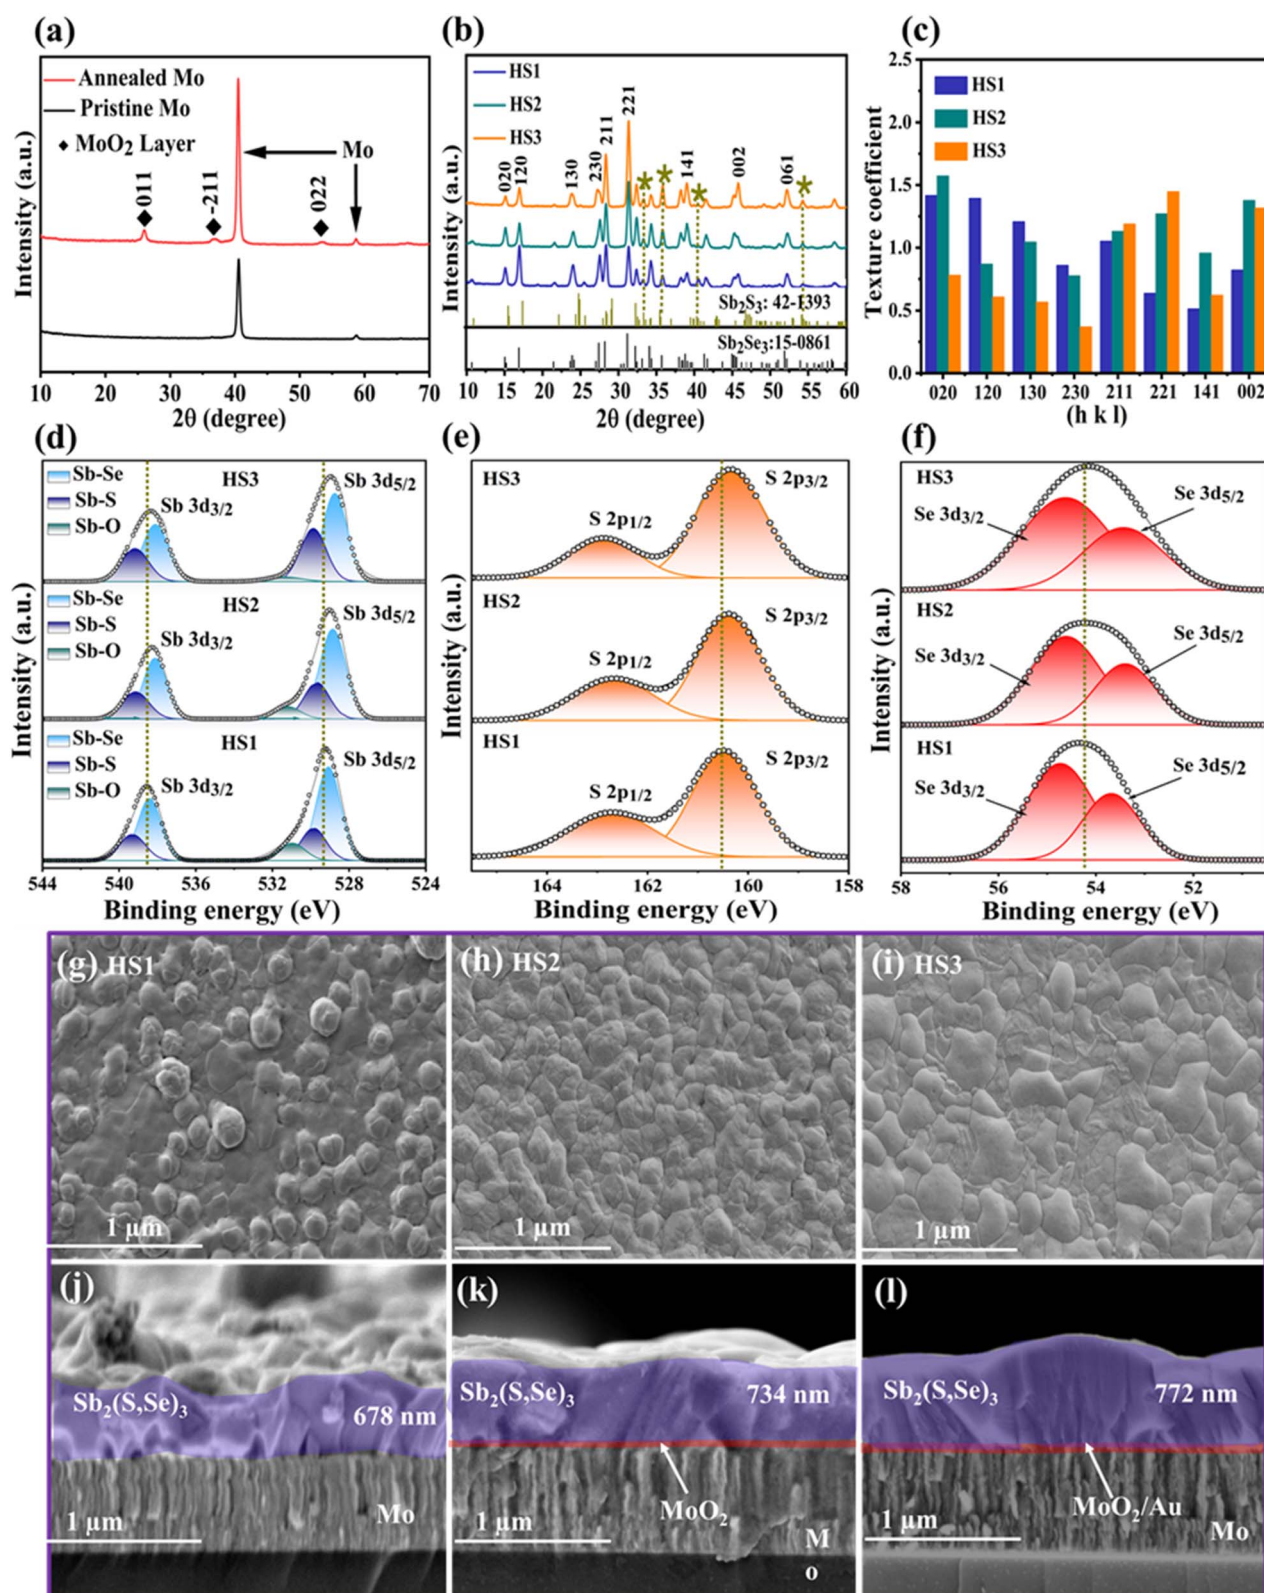 (a)
Annealed Mo
Pristine Mo
MoO₂ Layer
Mo
011
-211
022
Intensity (a.u.)
10 20 30 40 50 60 70
2θ (degree)
(b)
HS1
HS2
HS3
020
120
130
230
211
221
141
002
061
Sb₂S₃: 42-1393
Sb₂Se₃:15-0861
Intensity (a.u.)
10 15 20 25 30 35 40 45 50 55 60
2θ (degree)
(c)
HS1
HS2
HS3
2.5
2.0
1.5
1.0
0.5
0.0
Texture coefficient
020 120 130 230 211 221 141 002
(h k l)
(d)
Sb-Se
Sb-S
Sb-O
HS3
Sb 3d₃/₂
Sb 3d₅/₂
Sb-Se
Sb-S
Sb-O
HS2
Sb 3d₃/₂
Sb 3d₅/₂
Sb-Se
Sb-S
Sb-O
HS1
Sb 3d₃/₂
Sb 3d₅/₂
Intensity (a.u.)
544 540 536 532 528 524
Binding energy (eV)
(e)
HS3
S 2p₁/₂
S 2p₃/₂
HS2
S 2p₁/₂
S 2p₃/₂
HS1
S 2p₁/₂
S 2p₃/₂
Intensity (a.u.)
164 162 160 158
Binding energy (eV)
(f)
HS3
Se 3d₃/₂
Se 3d₅/₂
HS2
Se 3d₃/₂
Se 3d₅/₂
HS1
Se 3d₃/₂
Se 3d₅/₂
Intensity (a.u.)
58 56 54 52
Binding energy (eV)
(g) HS1
1 μm
(h) HS2
1 μm
(i) HS3
1 μm
(j)
Sb₂(S,Se)₃
678 nm
Mo
1 μm
(k)
Sb₂(S,Se)₃
734 nm
MoO₂
1 μm
M
o
(l)
Sb₂(S,Se)₃
772 nm
MoO₂/Au
1 μm
Mo